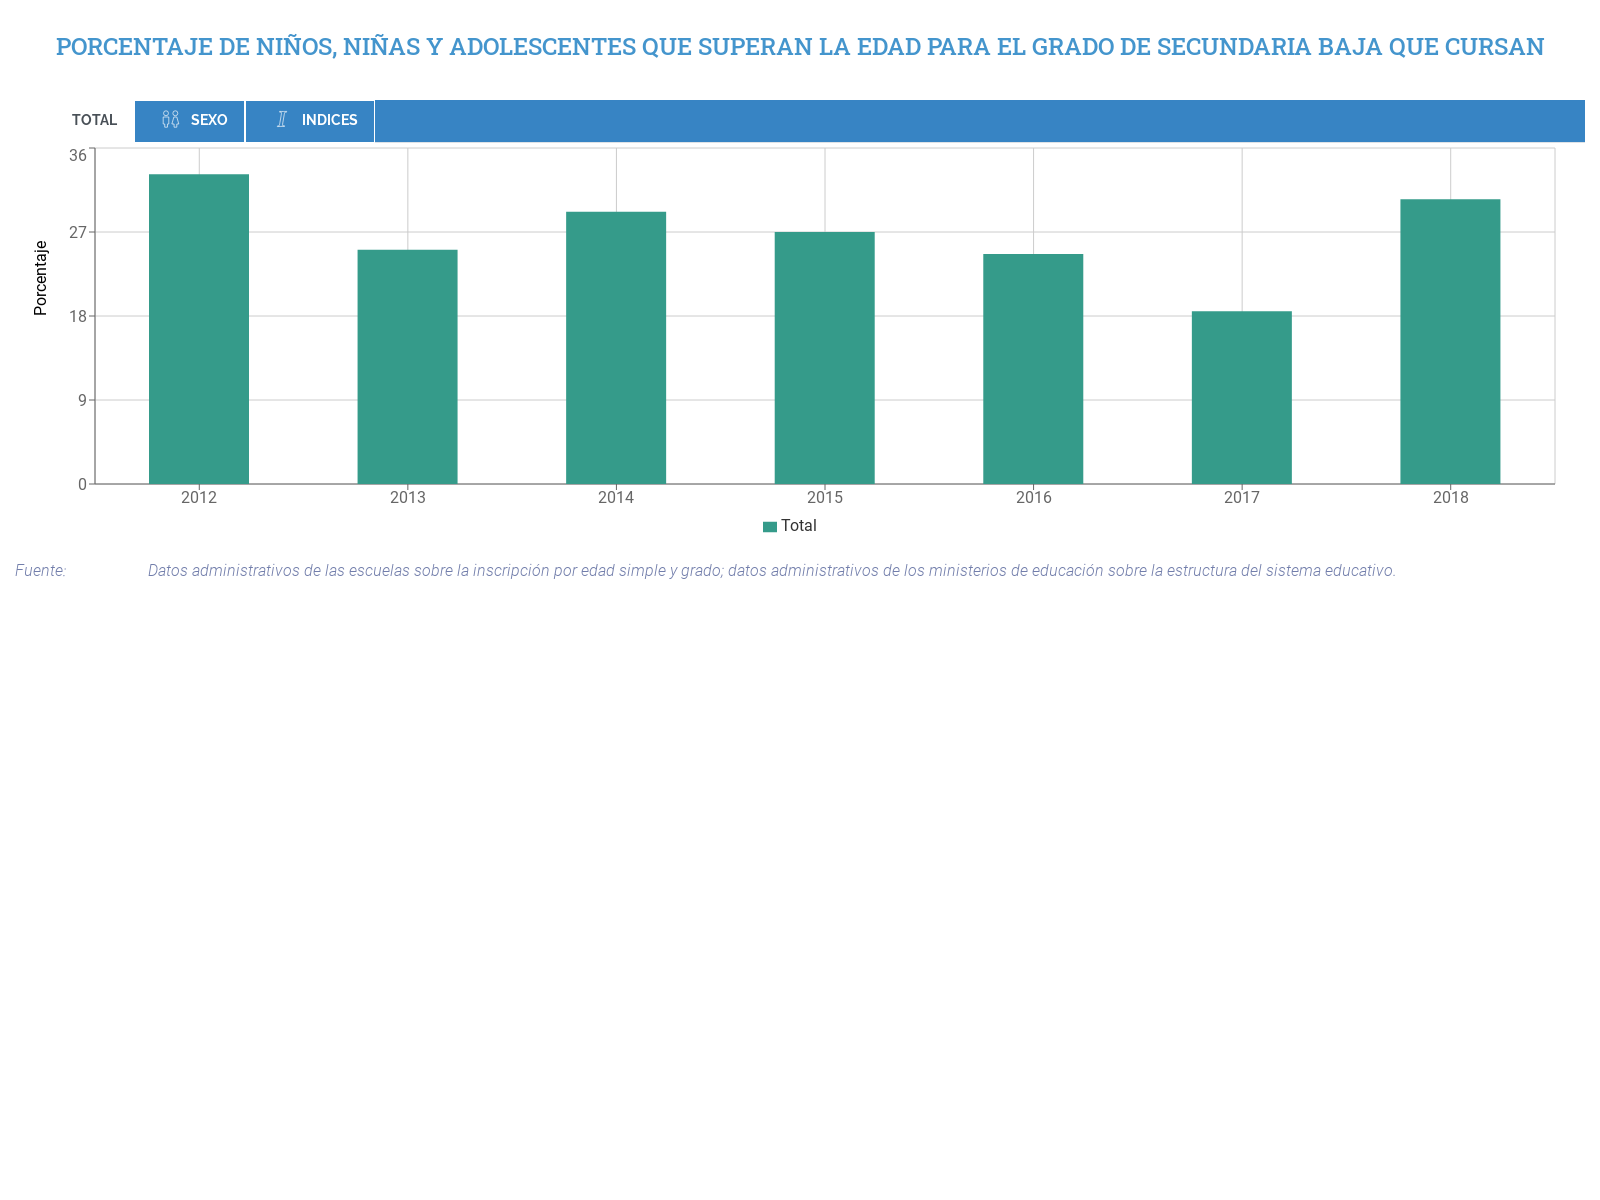 PORCENTAJE DE NIÑOS, NIÑAS Y ADOLESCENTES QUE SUPERAN LA EDAD PARA EL GRADO DE SECUNDARIA BAJA QUE CURSAN
TOTAL SEXO INDICES
36
27
18
9
0
Porcentaje
2012 2013 2014 2015 2016 2017 2018
Total
Fuente: Datos administrativos de las escuelas sobre la inscripción por edad simple y grado; datos administrativos de los ministerios de educación sobre la estructura del sistema educativo.